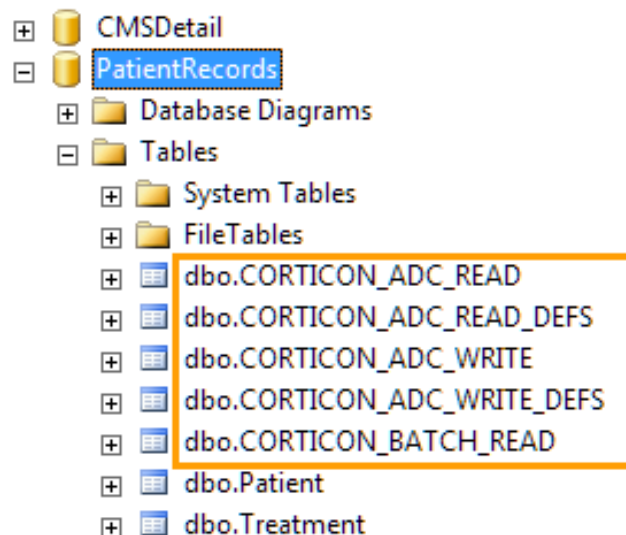 CMSDetail
PatientRecords
Database Diagrams
Tables
System Tables
FileTables
dbo.CORTICON_ADC_READ
dbo.CORTICON_ADC_READ_DEFS
dbo.CORTICON_ADC_WRITE
dbo.CORTICON_ADC_WRITE_DEFS
dbo.CORTICON_BATCH_READ
dbo.Patient
dbo.Treatment